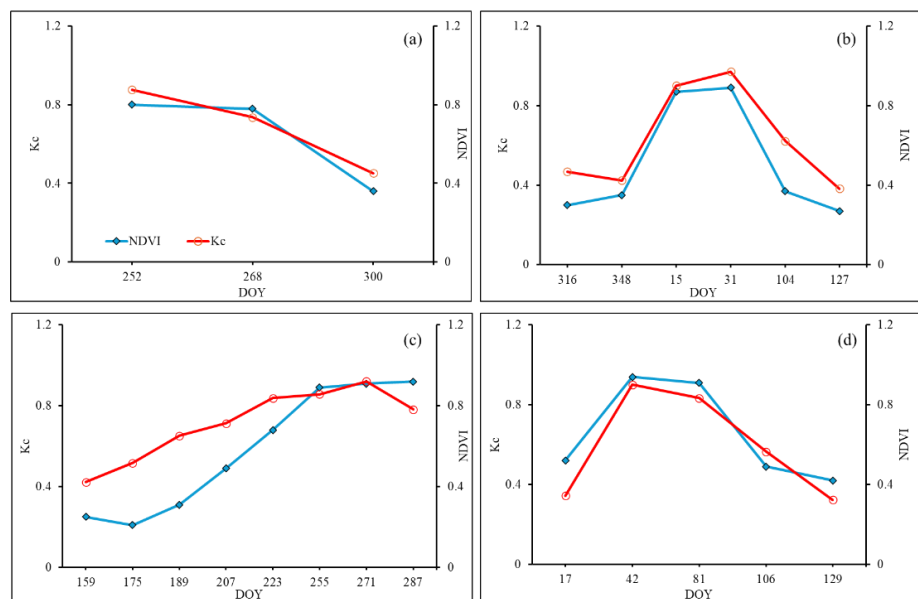 1.2 1.2
(a)
0.8 0.8
Kc NDVI
0.4 0.4
NDVI Kc
0 0
252 268 300
DOY
1.2 1.2
(b)
0.8 0.8
Kc NDVI
0.4 0.4
0 0
316 348 15 31 104 127
DOY
1.2 1.2
(c)
0.8 0.8
Kc NDVI
0.4 0.4
0 0
159 175 189 207 223 255 271 287
DOY
1.2 1.2
(d)
0.8 0.8
Kc NDVI
0.4 0.4
0 0
17 42 81 106 129
DOY